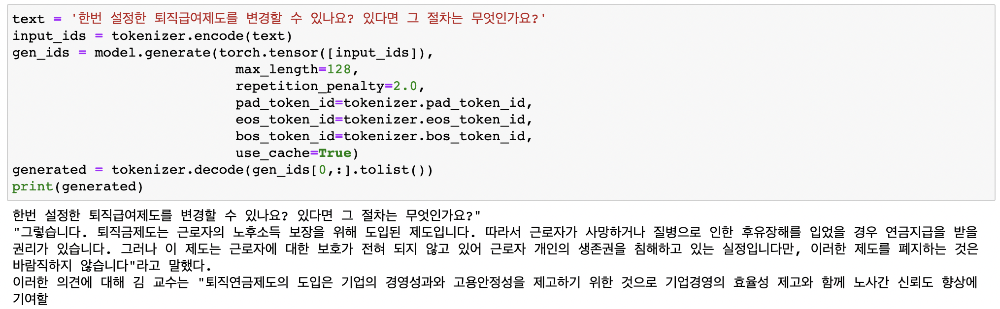 text = '한번 설정한 퇴직급여제도를 변경할 수 있나요? 있다면 그 절차는 무엇인가요?'
input_ids = tokenizer.encode(text)
gen_ids = model.generate(torch.tensor([input_ids]),
                           max_length=128,
                           repetition_penalty=2.0,
                           pad_token_id=tokenizer.pad_token_id,
                           eos_token_id=tokenizer.eos_token_id,
                           bos_token_id=tokenizer.bos_token_id,
                           use_cache=True)
generated = tokenizer.decode(gen_ids[0,:].tolist())
print(generated)
한번 설정한 퇴직급여제도를 변경할 수 있나요? 있다면 그 절차는 무엇인가요?"
"그렇습니다. 퇴직금제도는 근로자의 노후소득 보장을 위해 도입된 제도입니다. 따라서 근로자가 사망하거나 질병으로 인한 후유장해를 입었을 경우 연금지급을 받을
권리가 있습니다. 그러나 이 제도는 근로자에 대한 보호가 전혀 되지 않고 있어 근로자 개인의 생존권을 침해하고 있는 실정입니다만, 이러한 제도를 폐지하는 것은
바람직하지 않습니다"라고 말했다.
이러한 의견에 대해 김 교수는 "퇴직연금제도의 도입은 기업의 경영성과와 고용안정성을 제고하기 위한 것으로 기업경영의 효율성 제고와 함께 노사간 신뢰도 향상에
기여할